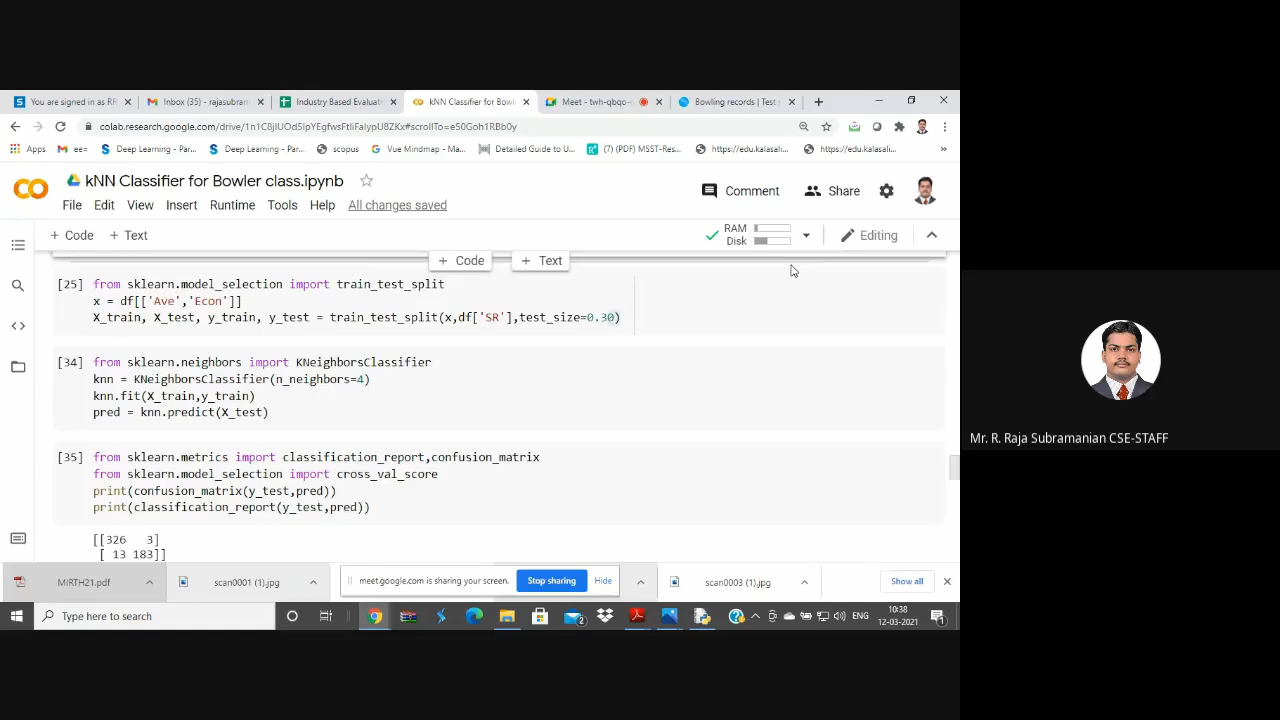 You are signed in as RR
Inbox (35) - rajasubram
Industry Based Evaluati
kNN Classifier for Bowle
Meet - twh-qbqo-
Bowling records | Test
colab.research.google.com/drive/1n1C8jIUOd5IpYEgfwsFtIiFaIypU8ZKx#scrollTo=e50Goh1RBb0y
Apps
ee=
Deep Learning - Par...
Deep Learning - Par...
scopus
Vue Mindmap - Ma...
Detailed Guide to U...
(7) (PDF) MSST-Res...
https://edu.kalasali...
https://edu.kalasali...
kNN Classifier for Bowler class.ipynb
Comment
Share
File Edit View Insert Runtime Tools Help All changes saved
+ Code + Text
RAM
Disk
Editing
+ Code + Text
[25] from sklearn.model_selection import train_test_split
x = df[['Ave','Econ']]
X_train, X_test, y_train, y_test = train_test_split(x,df['SR'],test_size=0.30)
[34] from sklearn.neighbors import KNeighborsClassifier
knn = KNeighborsClassifier(n_neighbors=4)
knn.fit(X_train,y_train)
pred = knn.predict(X_test)
[35] from sklearn.metrics import classification_report,confusion_matrix
from sklearn.model_selection import cross_val_score
print(confusion_matrix(y_test,pred))
print(classification_report(y_test,pred))
[[326 3]
[ 13 183]]
Mr. R. Raja Subramanian CSE-STAFF
MIRTH21.pdf
scan0001 (1).jpg
meet.google.com is sharing your screen.
Stop sharing
Hide
scan0003 (1).jpg
Show all
Type here to search
ENG
10:38
12-03-2021